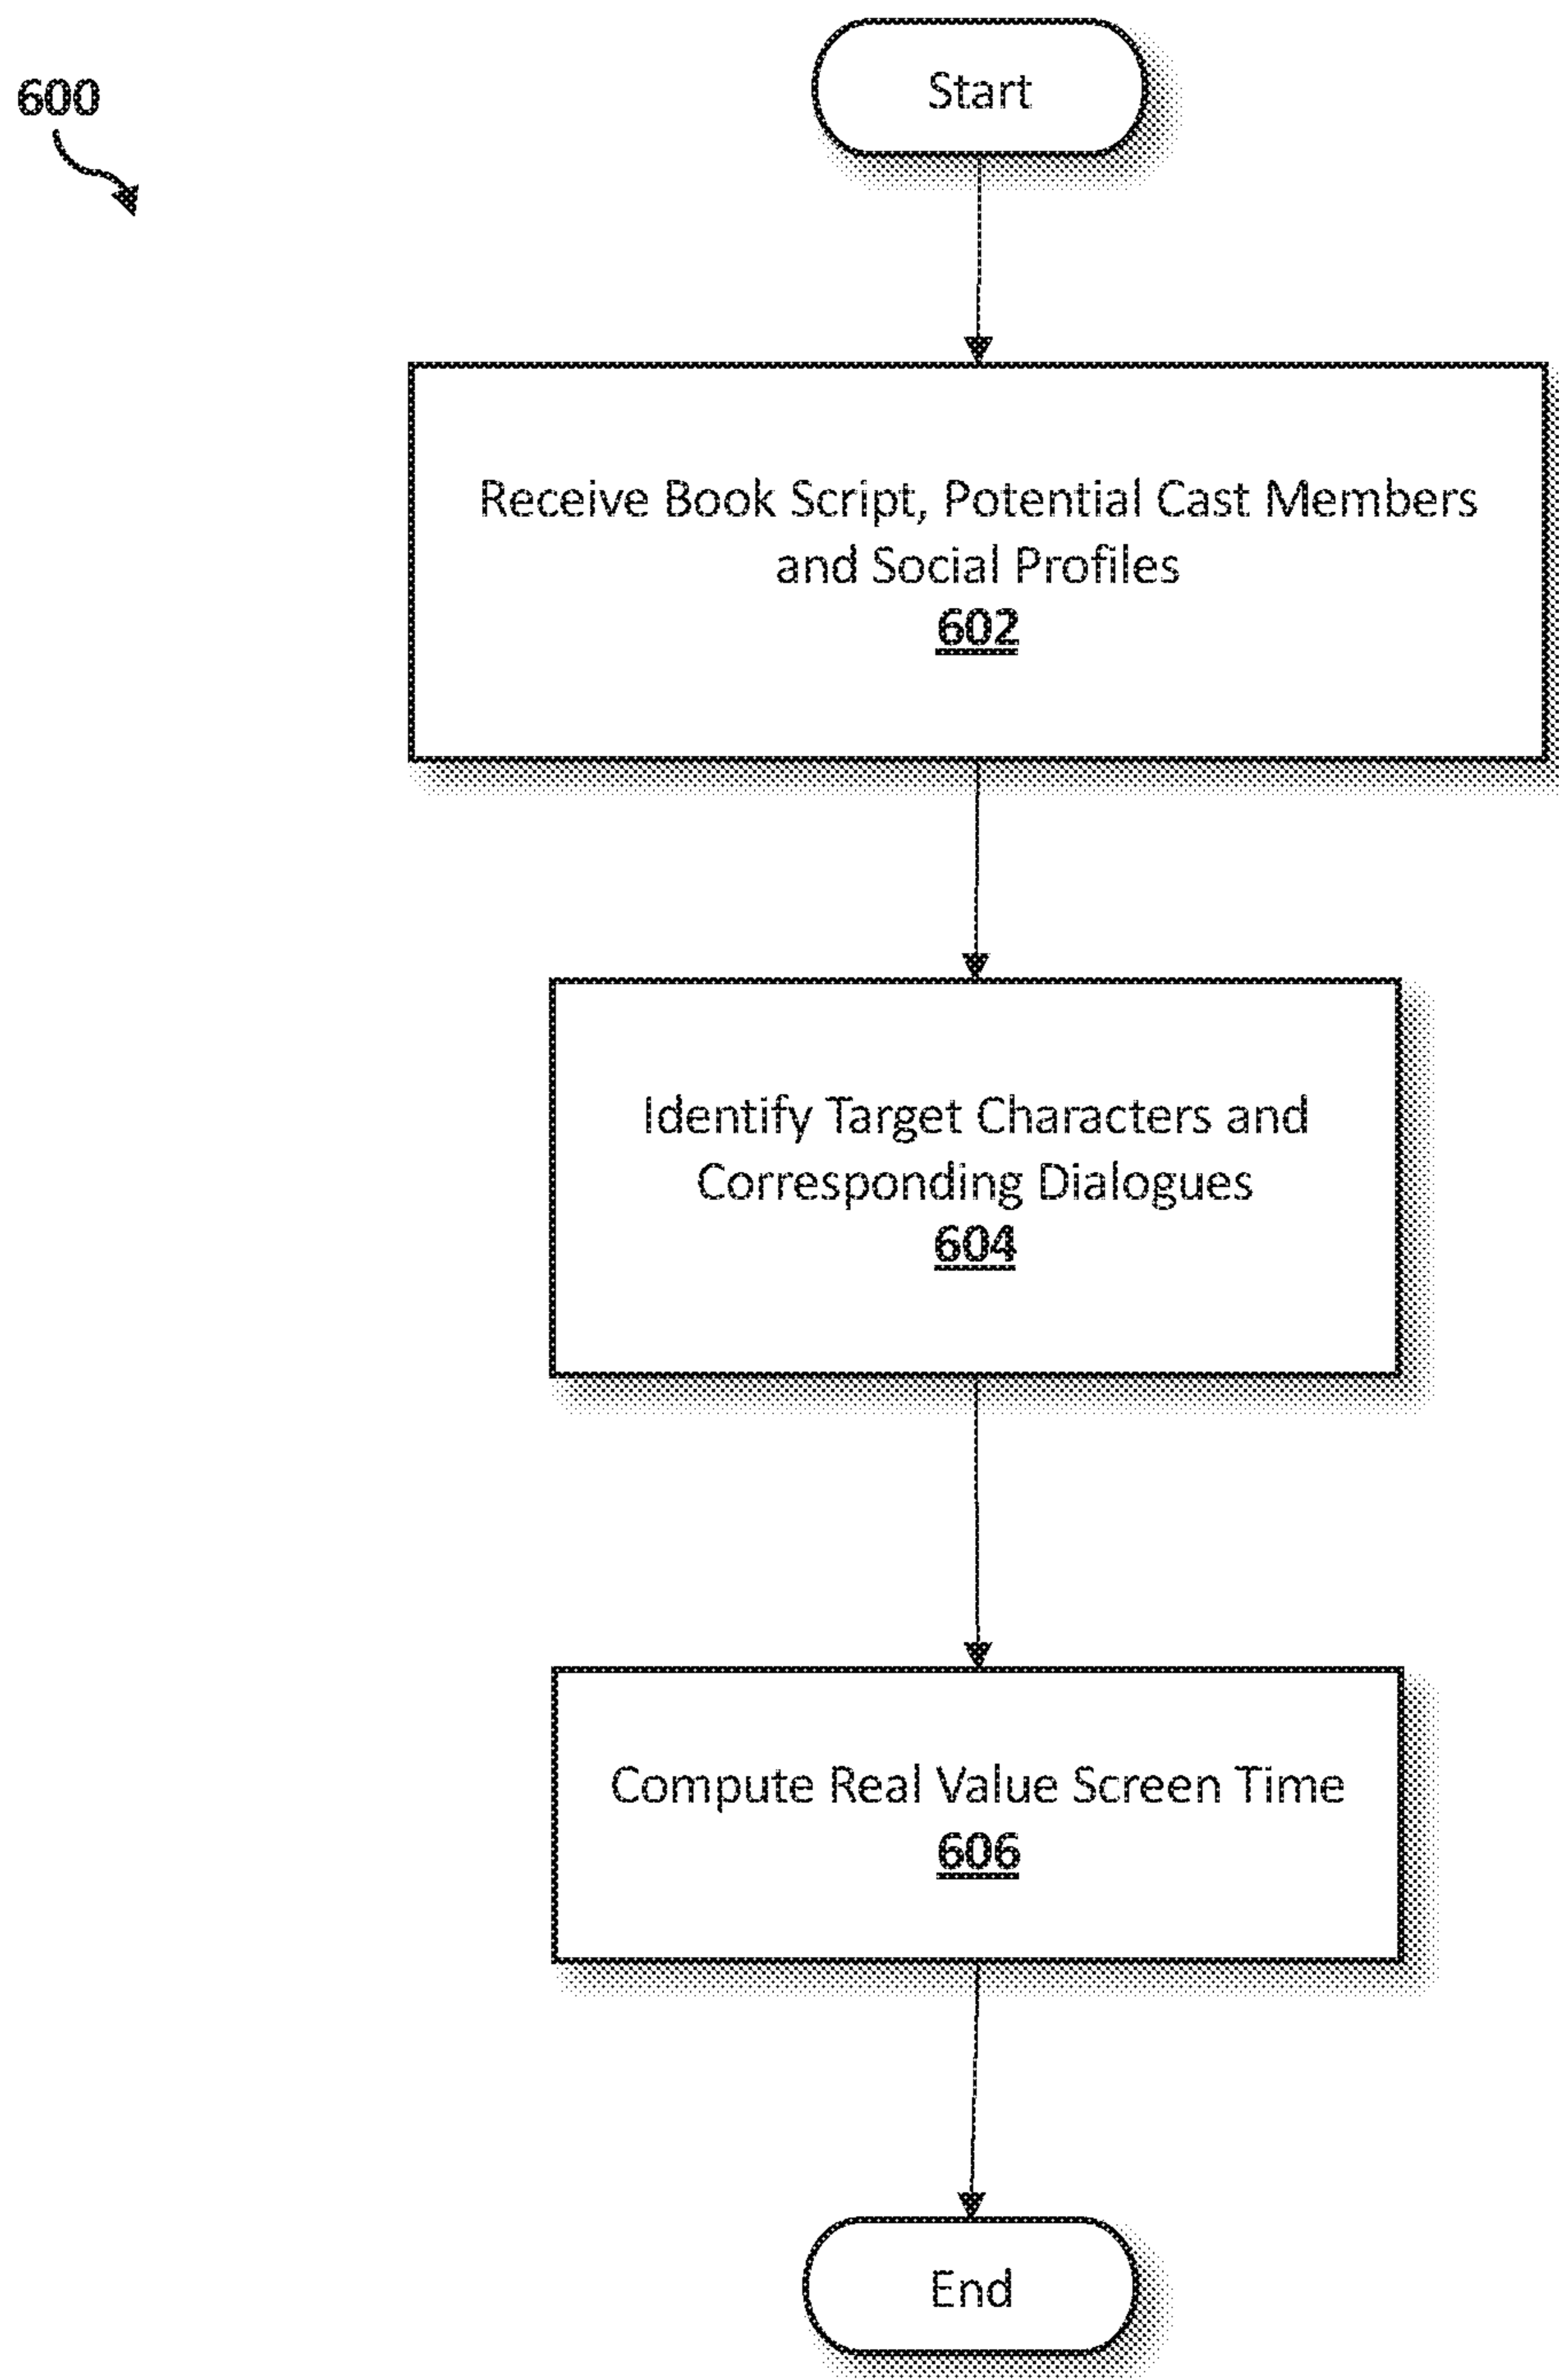 600
Start
Receive Book Script, Potential Cast Members
and Social Profiles
602
Identify Target Characters and
Corresponding Dialogues
604
Compute Real Value Screen Time
606
End